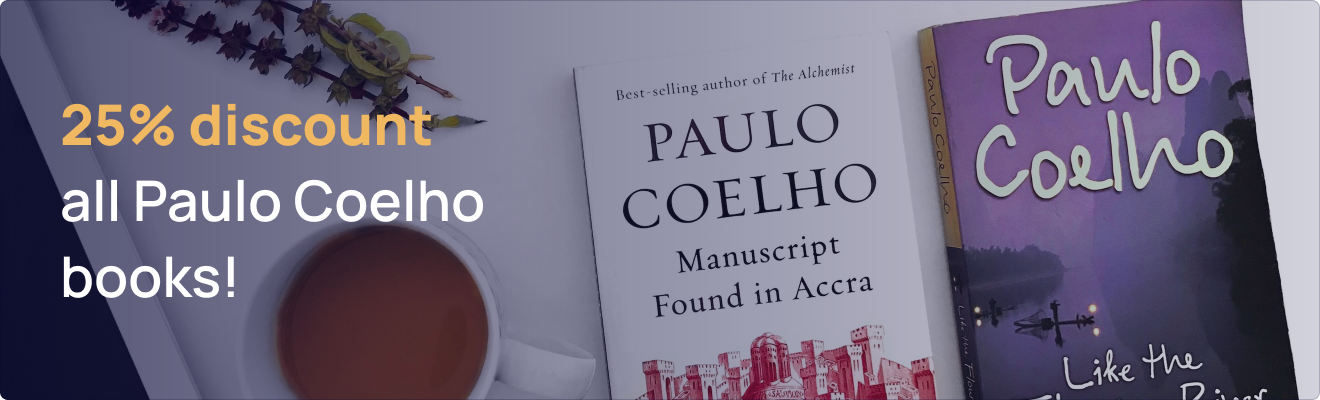 25% discount
all Paulo Coelho
books!
Best-selling author of The Alchemist
PAULO
COELHO
Manuscript
Found in Accra
Paulo Coelho
Paulo
Coelho
Like the
River